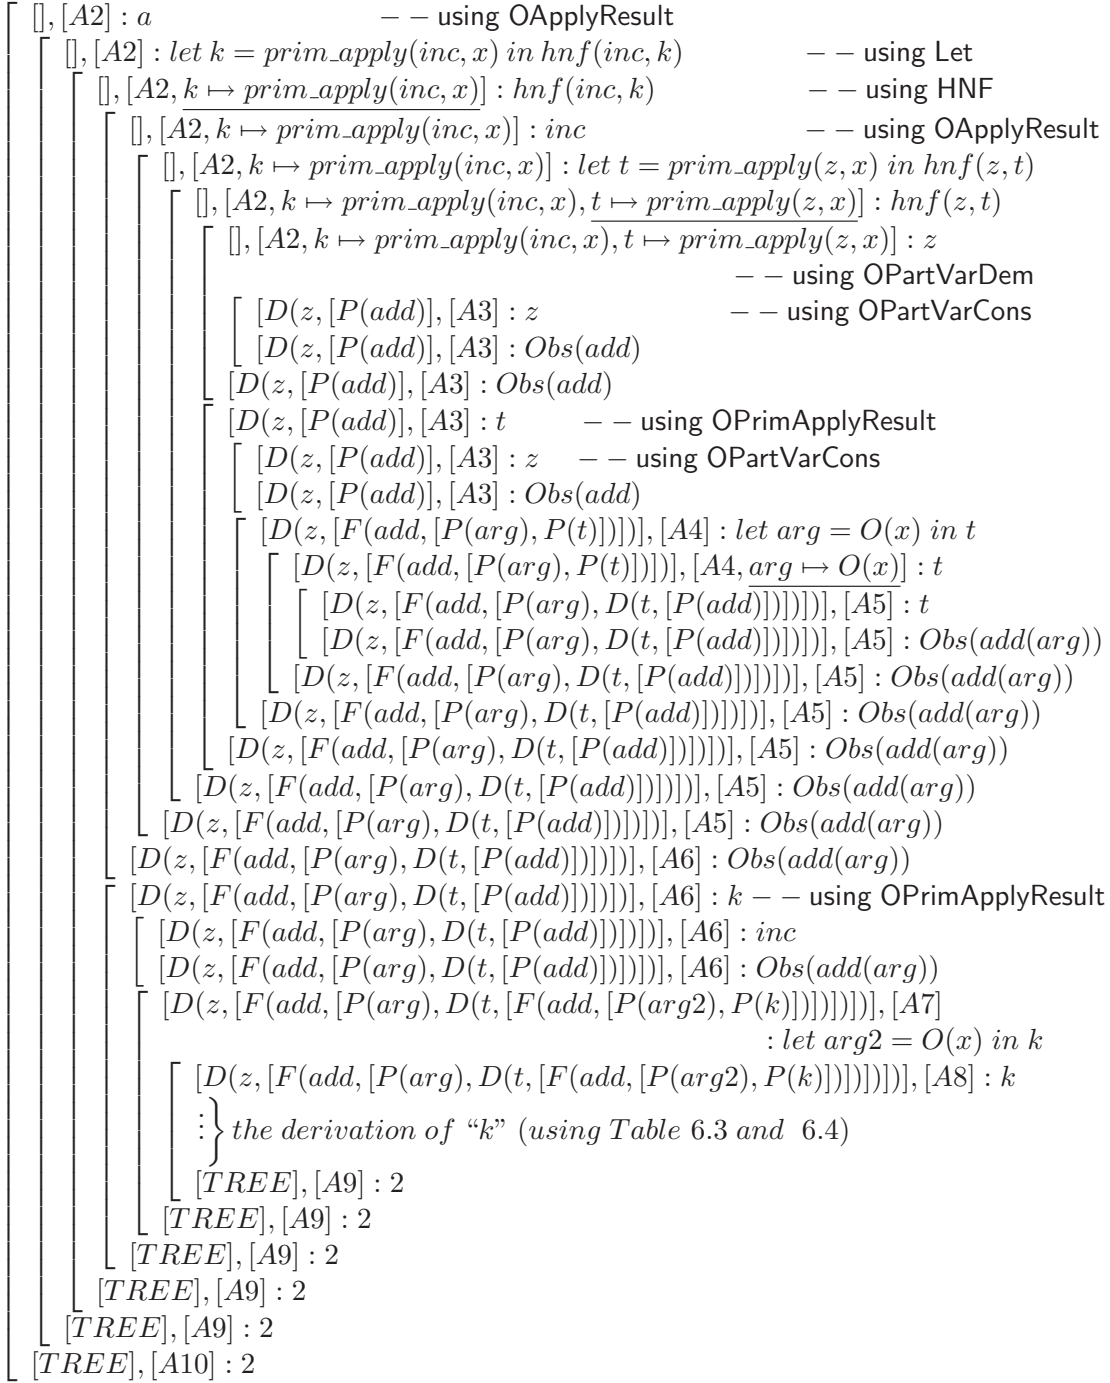 [], [A2] : a − − using OApplyResult
[], [A2] : let k = prim_apply(inc, x) in hnf(inc, k) − − using Let
[], [A2, k ↦ prim_apply(inc, x)] : hnf(inc, k) − − using HNF
[], [A2, k ↦ prim_apply(inc, x)] : inc − − using OApplyResult
[], [A2, k ↦ prim_apply(inc, x)] : let t = prim_apply(z, x) in hnf(z, t)
[], [A2, k ↦ prim_apply(inc, x), t ↦ prim_apply(z, x)] : hnf(z, t)
[], [A2, k ↦ prim_apply(inc, x), t ↦ prim_apply(z, x)] : z
− − using OPartVarDem
[D(z, [P(add)], [A3] : z − − using OPartVarCons
[D(z, [P(add)], [A3] : Obs(add)
[D(z, [P(add)], [A3] : Obs(add)
[D(z, [P(add)], [A3] : t − − using OPrimApplyResult
[D(z, [P(add)], [A3] : z − − using OPartVarCons
[D(z, [P(add)], [A3] : Obs(add)
[D(z, [F(add, [P(arg), P(t)])])], [A4] : let arg = O(x) in t
[D(z, [F(add, [P(arg), P(t)])])], [A4, arg ↦ O(x)] : t
[D(z, [F(add, [P(arg), D(t, [P(add)])])])], [A5] : t
[D(z, [F(add, [P(arg), D(t, [P(add)])])])], [A5] : Obs(add(arg))
[D(z, [F(add, [P(arg), D(t, [P(add)])])])], [A5] : Obs(add(arg))
[D(z, [F(add, [P(arg), D(t, [P(add)])])])], [A5] : Obs(add(arg))
[D(z, [F(add, [P(arg), D(t, [P(add)])])])], [A5] : Obs(add(arg))
[D(z, [F(add, [P(arg), D(t, [P(add)])])])], [A5] : Obs(add(arg))
[D(z, [F(add, [P(arg), D(t, [P(add)])])])], [A5] : Obs(add(arg))
[D(z, [F(add, [P(arg), D(t, [P(add)])])])], [A6] : Obs(add(arg))
[D(z, [F(add, [P(arg), D(t, [P(add)])])])], [A6] : k − − using OPrimApplyResult
[D(z, [F(add, [P(arg), D(t, [P(add)])])])], [A6] : inc
[D(z, [F(add, [P(arg), D(t, [P(add)])])])], [A6] : Obs(add(arg))
[D(z, [F(add, [P(arg), D(t, [F(add, [P(arg2), P(k)])])])])], [A7]
: let arg2 = O(x) in k
[D(z, [F(add, [P(arg), D(t, [F(add, [P(arg2), P(k)])])])])], [A8] : k
⋮} the derivation of “k” (using Table 6.3 and 6.4)
[TREE], [A9] : 2
[TREE], [A9] : 2
[TREE], [A9] : 2
[TREE], [A9] : 2
[TREE], [A9] : 2
[TREE], [A10] : 2